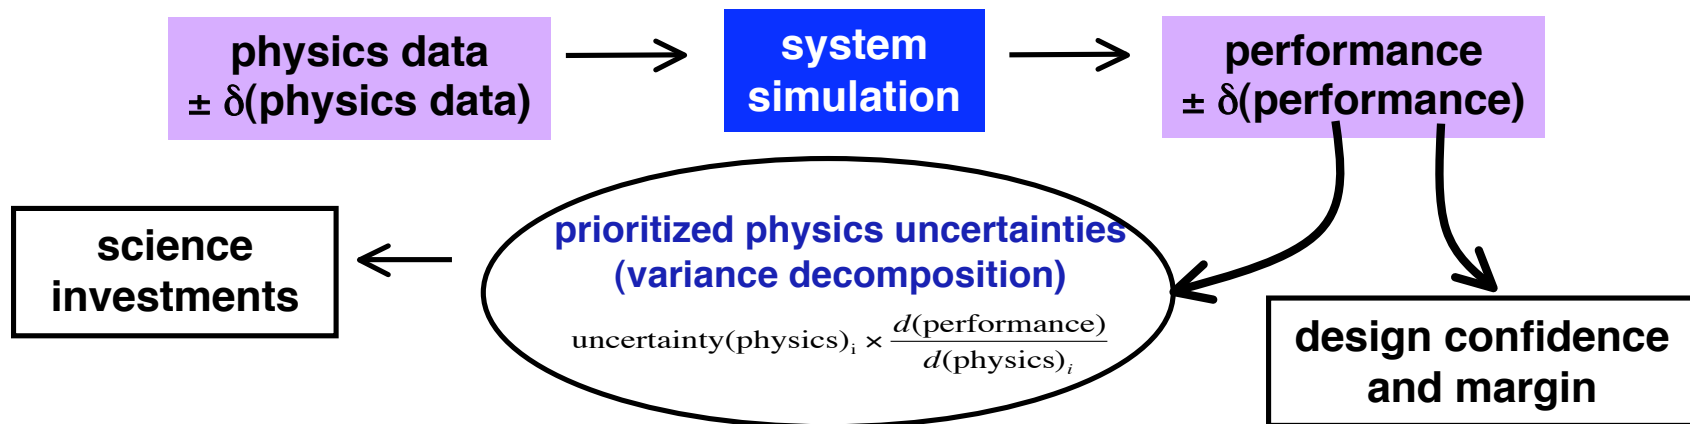 physics data
± δ(physics data)
system
simulation
performance
± δ(performance)
prioritized physics uncertainties
(variance decomposition)
uncertainty(physics)i × d(performance)
d(physics)i
science
investments
design confidence
and margin